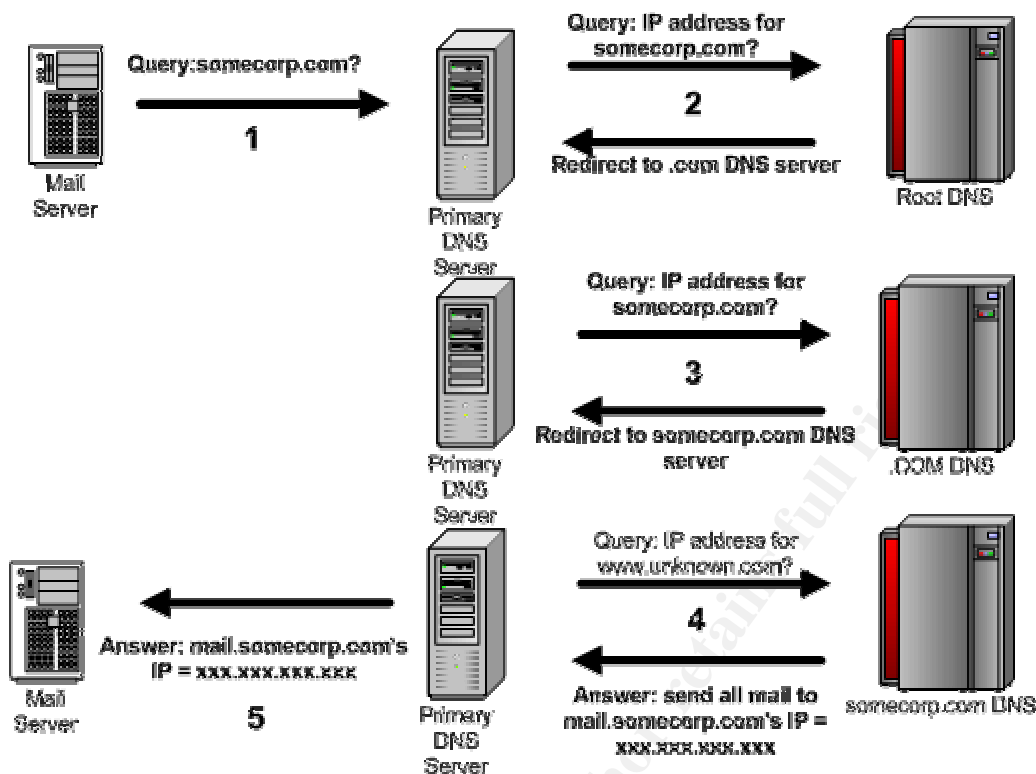 Query:somecorp.com?
1
Mail
Server
Primary
DNS
Server
Query: IP address for
somecorp.com?
2
Redirect to .com DNS server
Root DNS
Query: IP address for
somecorp.com?
3
Redirect to somecorp.com DNS
server
Primary
DNS
Server
.COM DNS
Query: IP address for
www.unknown.com?
4
Answer: send all mail to
mail.somecorp.com's IP =
xxx.xxx.xxx.xxx
somecorp.com DNS
Primary
DNS
Server
Answer: mail.somecorp.com's
IP = xxx.xxx.xxx.xxx
5
Mail
Server
retains full